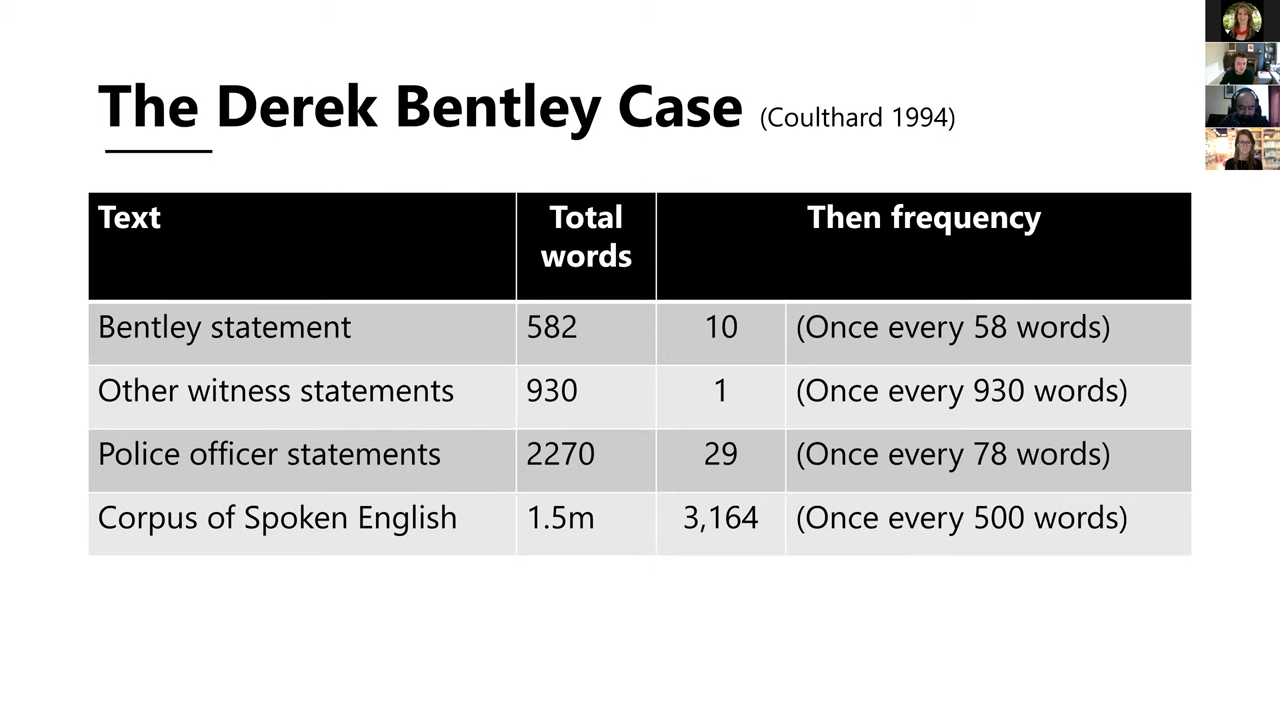 The Derek Bentley Case (Coulthard 1994)
Text Total words Then frequency
Bentley statement 582 10 (Once every 58 words)
Other witness statements 930 1 (Once every 930 words)
Police officer statements 2270 29 (Once every 78 words)
Corpus of Spoken English 1.5m 3,164 (Once every 500 words)